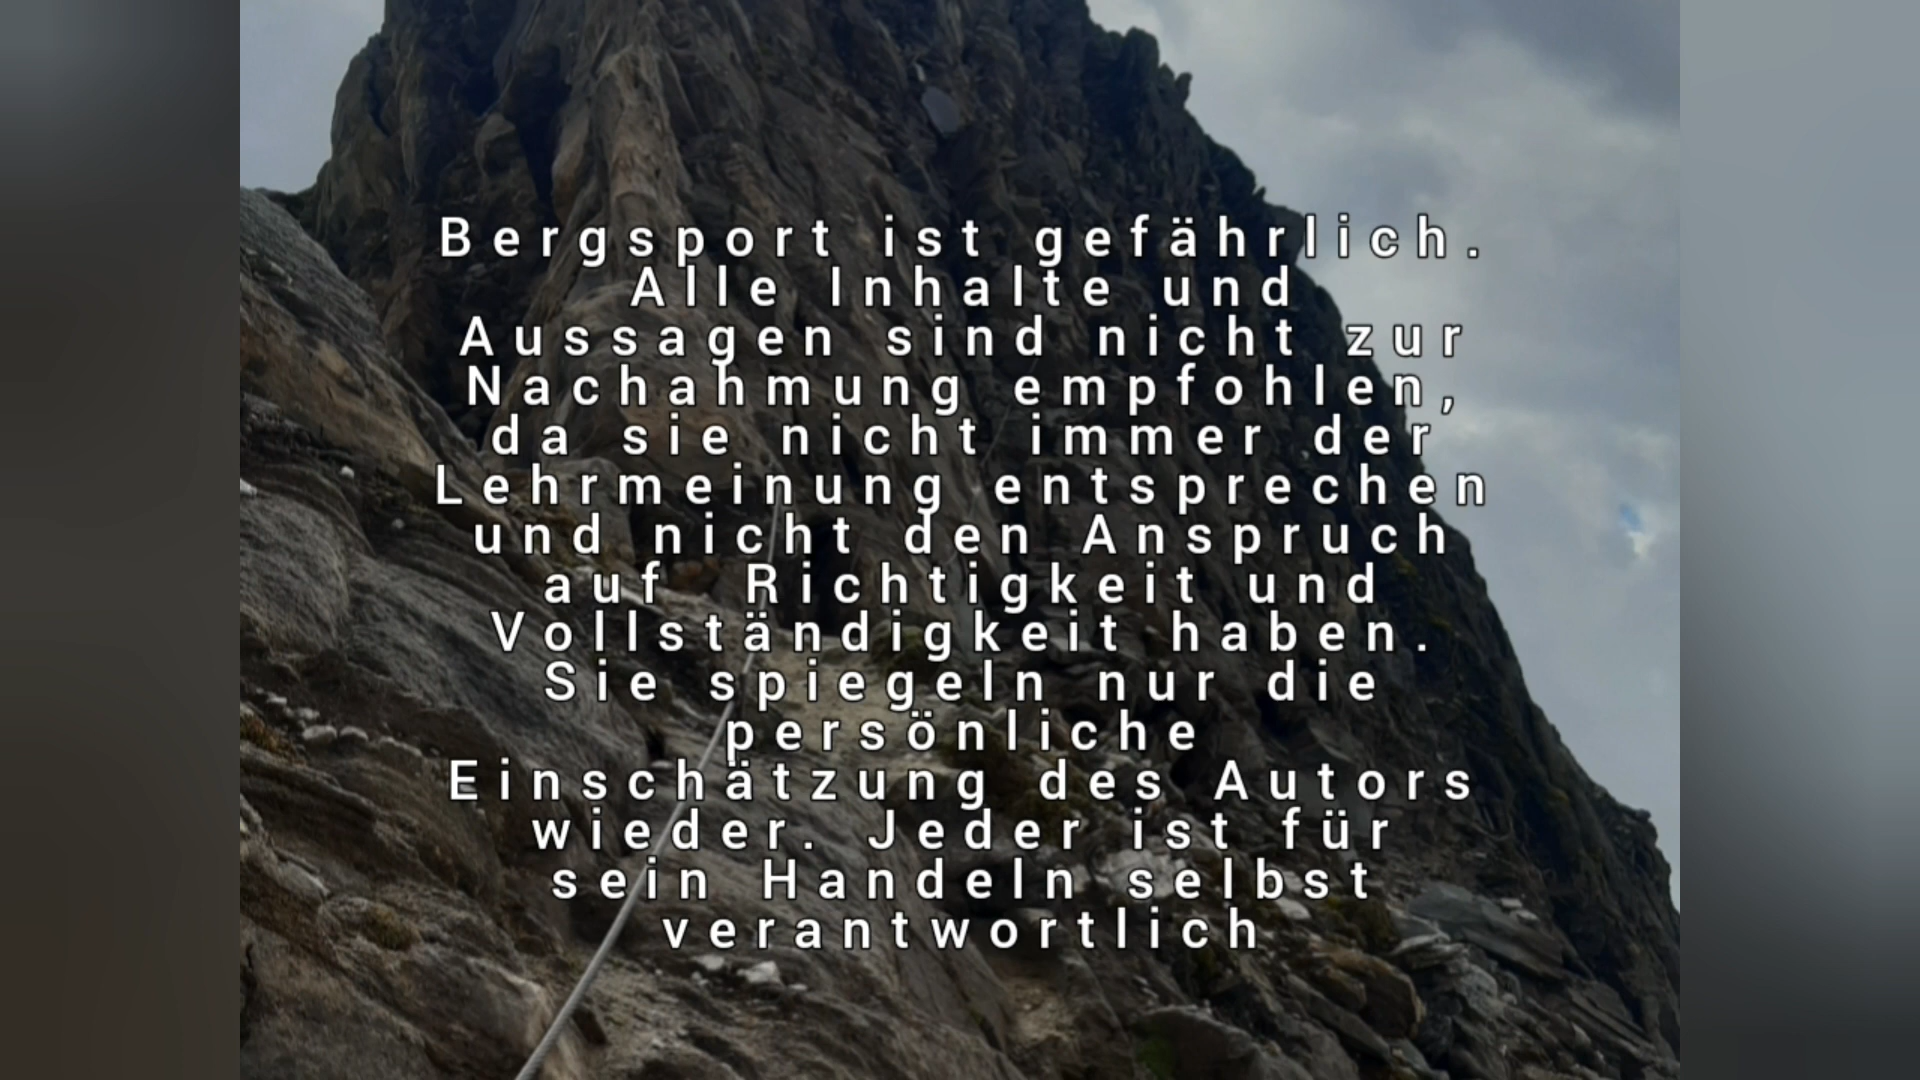 Bergsport ist gefährlich.
Alle Inhalte und
Aussagen sind nicht zur
Nachahmung empfohlen,
da sie nicht immer der
Lehrmeinung entsprechen
und nicht den Anspruch
auf Richtigkeit und
Vollständigkeit haben.
Sie spiegeln nur die
persönliche
Einschätzung des Autors
wieder. Jeder ist für
sein Handeln selbst
verantwortlich